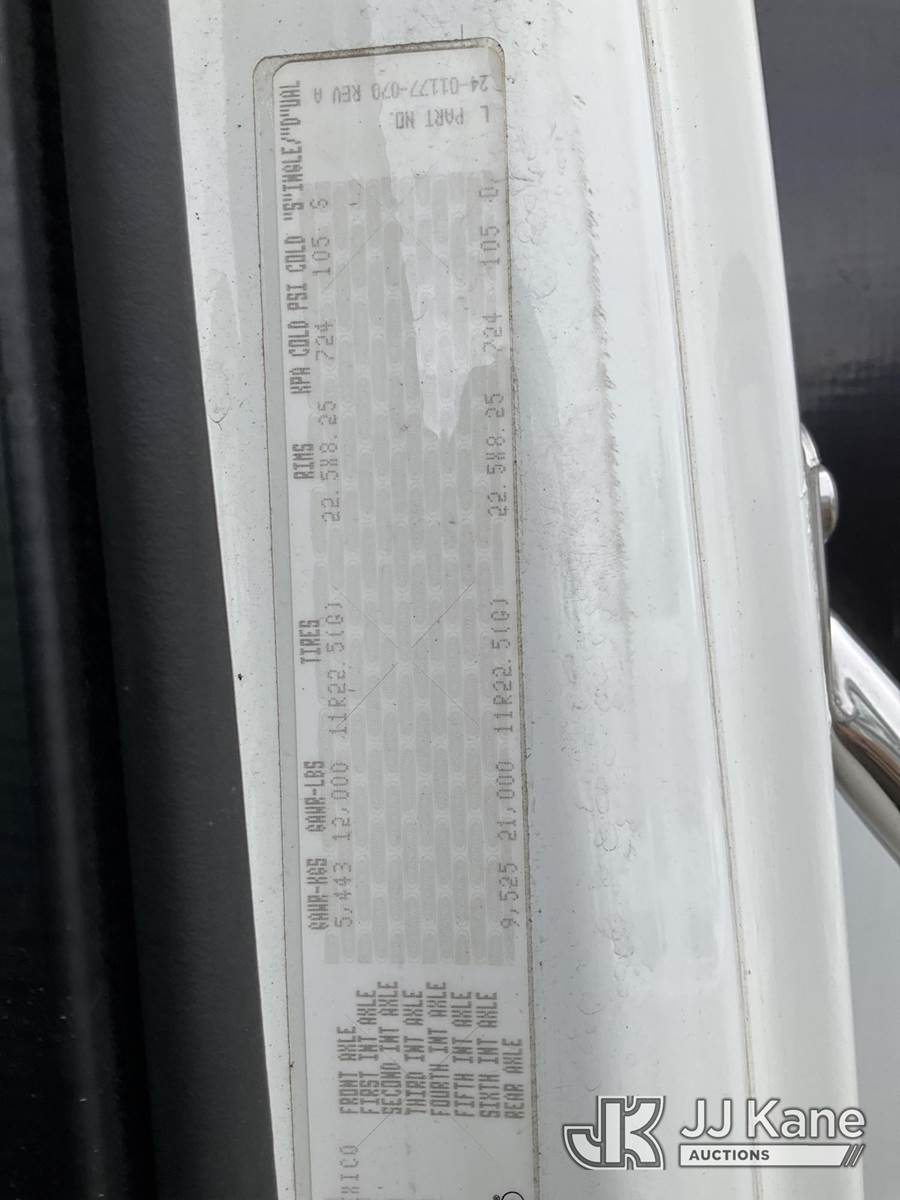 GAWR-KGS GAWR-LBS TIRES RIMS KPA COLD PSI COLD "S"INGLE/"D"UAL
FRONT AXLE 5,443 12,000 11R22.5(G) 22.5X8.25 724 105 S
FIRST INT AXLE
SECOND INT AXLE
THIRD INT AXLE
FOURTH INT AXLE
FIFTH INT AXLE
SIXTH INT AXLE
REAR AXLE 9,525 21,000 11R22.5(G) 22.5X8.25 724 105 D
XICO
L PART NO.
24-01177-070 REV A
JK JJ Kane
AUCTIONS